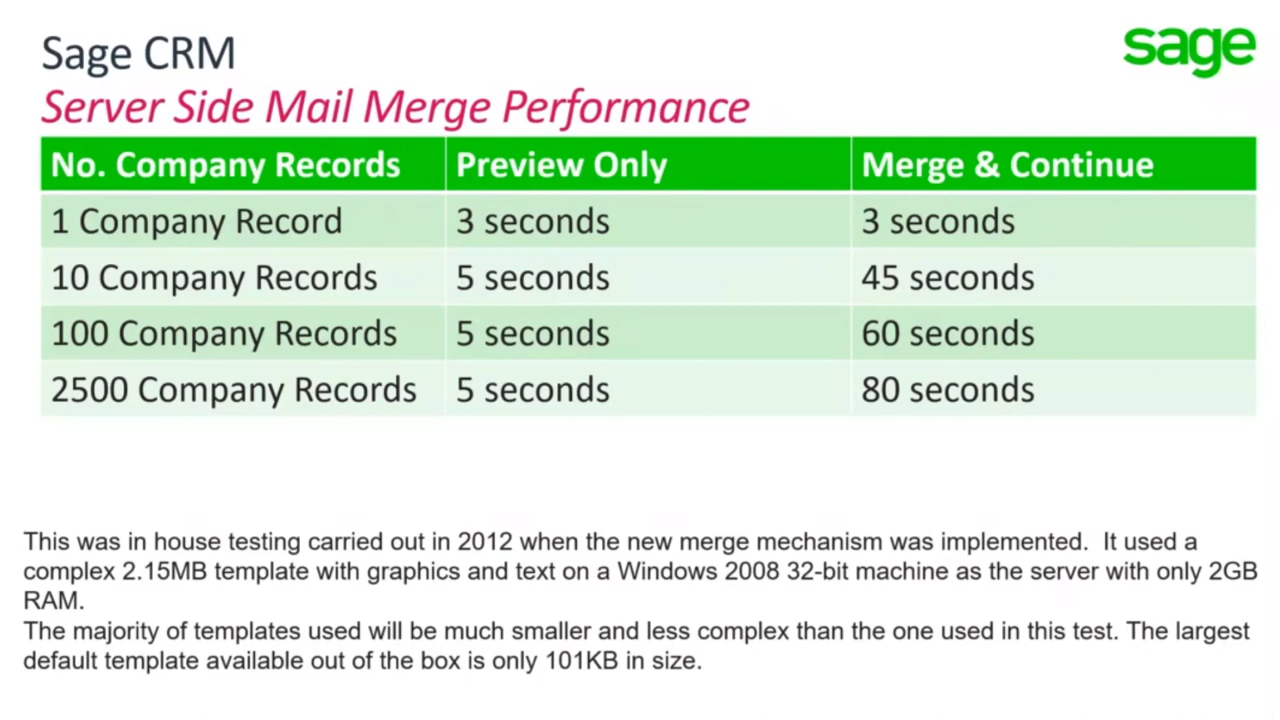 Sage CRM
sage
Server Side Mail Merge Performance
No. Company Records Preview Only Merge & Continue
1 Company Record 3 seconds 3 seconds
10 Company Records 5 seconds 45 seconds
100 Company Records 5 seconds 60 seconds
2500 Company Records 5 seconds 80 seconds
This was in house testing carried out in 2012 when the new merge mechanism was implemented.  It used a
complex 2.15MB template with graphics and text on a Windows 2008 32-bit machine as the server with only 2GB
RAM.
The majority of templates used will be much smaller and less complex than the one used in this test. The largest
default template available out of the box is only 101KB in size.